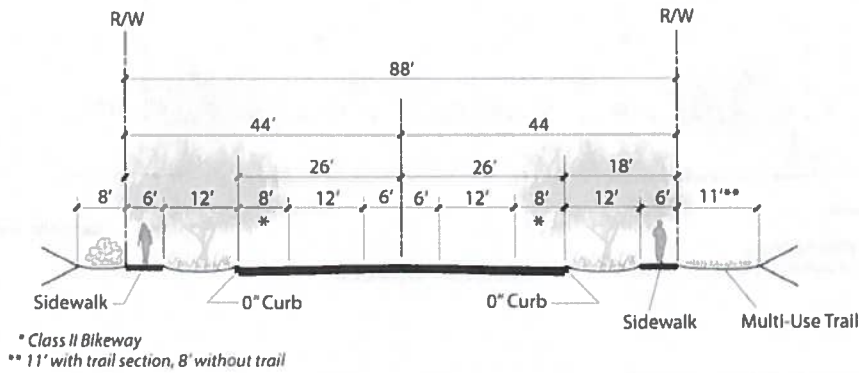 R/W R/W
88'
44' 44
26' 26' 18'
8' 6' 12' 8' 12' 6' 6' 12' 8' 12' 6' 11'**
* *
Sidewalk 0" Curb 0" Curb Sidewalk Multi-Use Trail
* Class II Bikeway
** 11' with trail section, 8' without trail